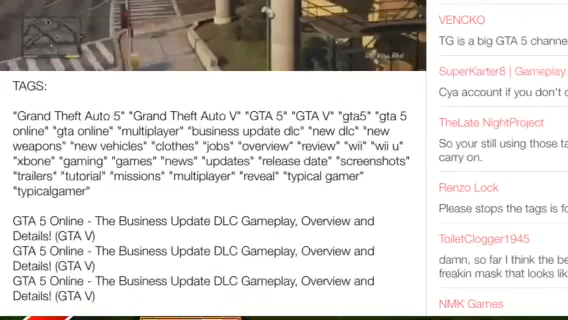 TAGS:
"Grand Theft Auto 5" "Grand Theft Auto V" "GTA 5" "GTA V" "gta5" "gta 5
online" "gta online" "multiplayer" "business update dlc" "new dlc" "new
weapons" "new vehicles" "clothes" "jobs" "overview" "review" "wii" "wii u"
"xbone" "gaming" "games" "news" "updates" "release date" "screenshots"
"trailers" "tutorial" "missions" "multiplayer" "reveal" "typical gamer"
"typicalgamer"
GTA 5 Online - The Business Update DLC Gameplay, Overview and
Details! (GTA V)
GTA 5 Online - The Business Update DLC Gameplay, Overview and
Details! (GTA V)
GTA 5 Online - The Business Update DLC Gameplay, Overview and
Details! (GTA V)
VENCKO
TG is a big GTA 5 channe
SuperKarter8 | Gameplay
Cya account if you don't
TheLate NightProject
So your still using those ta
carry on.
Renzo Lock
Please stops the tags is fo
ToiletClogger1945
damn, so far I think the be
freakin mask that looks lik
NMK Games